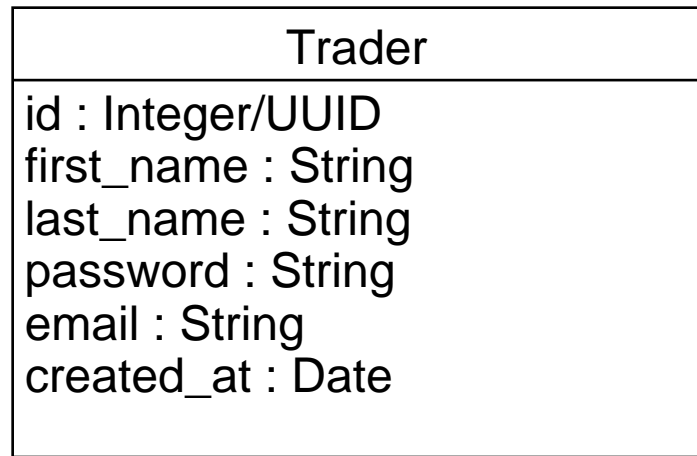 Trader
id : Integer/UUID
first_name : String
last_name : String
password : String
email : String
created_at : Date